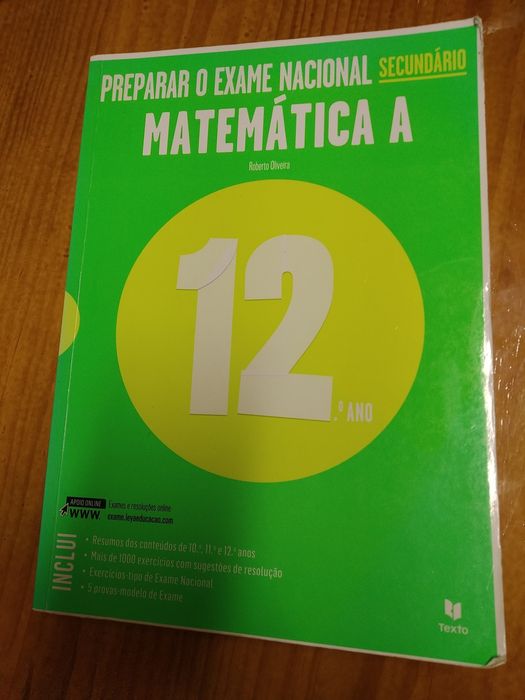 PREPARAR O EXAME NACIONAL SECUNDÁRIO
MATEMÁTICA A
Roberto Oliveira
12.º ANO
APOIO ONLINE
WWW.
Exames e resoluções online
exame.leyaeducacao.com
INCLUI
• Resumos dos conteúdos de 10.º, 11.º e 12.º anos
• Mais de 1000 exercícios com sugestões de resolução
• Exercícios-tipo de Exame Nacional
• 5 provas-modelo de Exame
Texto